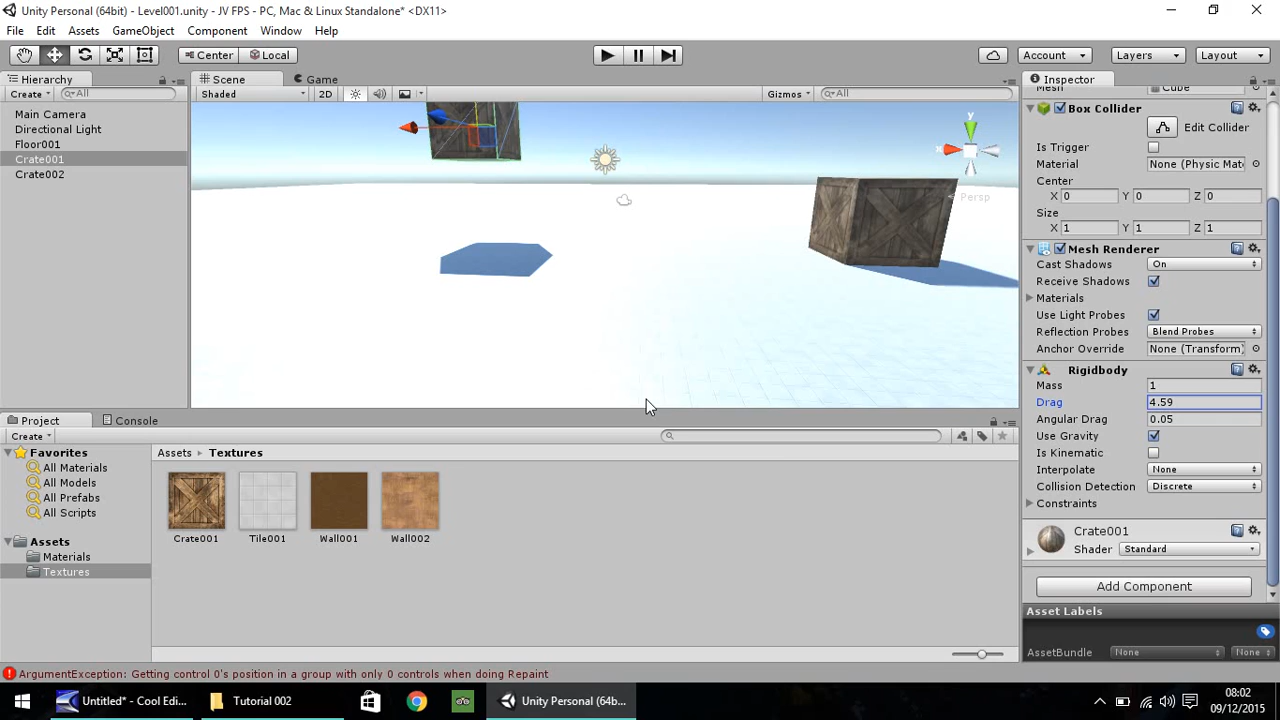 Unity Personal (64bit) - Level001.unity - JV FPS - PC, Mac & Linux Standalone* <DX11>
File Edit Assets GameObject Component Window Help
Center Local Account Layers Layout
Hierarchy Scene Game Inspector
Create All Shaded 2D Gizmos All
Main Camera
Directional Light
Floor001
Crate001
Crate002
y
x
Persp
Mesh Cube
Box Collider
Edit Collider
Is Trigger
Material None (Physic Mat
Center
X 0 Y 0 Z 0
Size
X 1 Y 1 Z 1
Mesh Renderer
Cast Shadows On
Receive Shadows
Materials
Use Light Probes
Reflection Probes Blend Probes
Anchor Override None (Transform)
Rigidbody
Mass 1
Drag 4.59
Angular Drag 0.05
Use Gravity
Is Kinematic
Interpolate None
Collision Detection Discrete
Constraints
Crate001
Shader Standard
Add Component
Asset Labels
AssetBundle None None
Project Console
Create
Favorites
All Materials
All Models
All Prefabs
All Scripts
Assets
Materials
Textures
Assets Textures
Crate001 Tile001 Wall001 Wall002
ArgumentException: Getting control 0's position in a group with only 0 controls when doing Repaint
Untitled* - Cool Edi... Tutorial 002 Unity Personal (64b...
08:02
09/12/2015